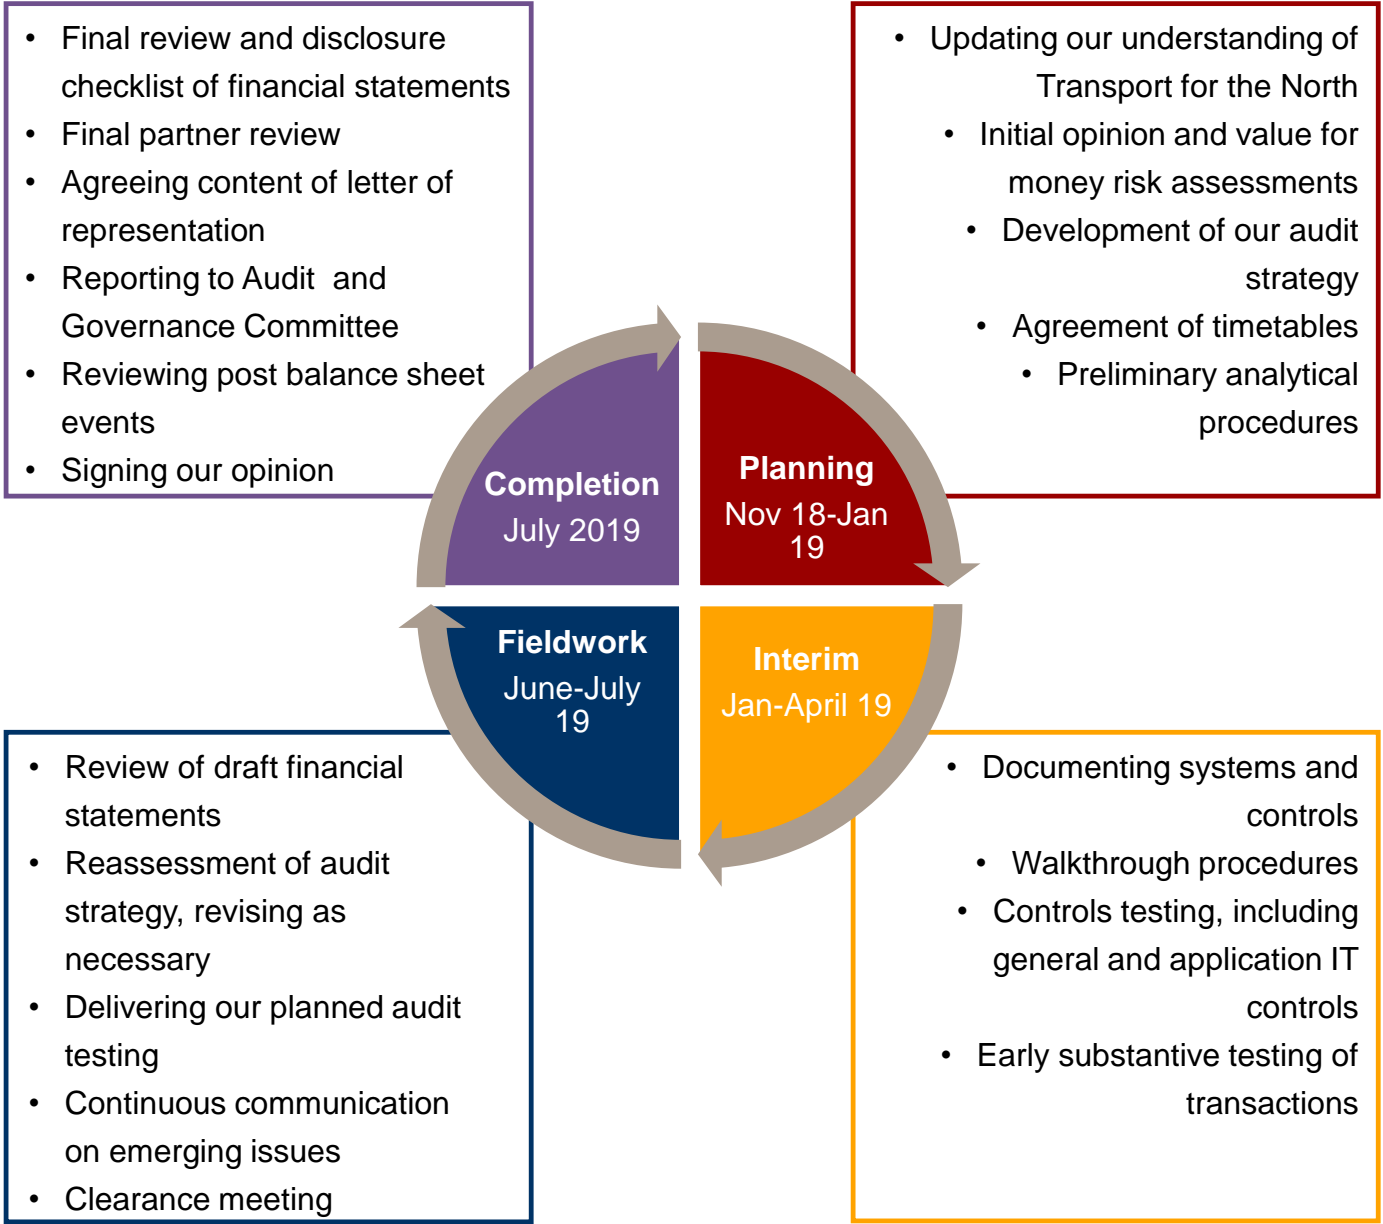 • Final review and disclosure
checklist of financial statements
• Final partner review
• Agreeing content of letter of
representation
• Reporting to Audit  and
Governance Committee
• Reviewing post balance sheet
events
• Signing our opinion
• Updating our understanding of
Transport for the North
• Initial opinion and value for
money risk assessments
• Development of our audit
strategy
• Agreement of timetables
• Preliminary analytical
procedures
Completion
July 2019
Planning
Nov 18-Jan
19
Fieldwork
June-July
19
Interim
Jan-April 19
• Review of draft financial
statements
• Reassessment of audit
strategy, revising as
necessary
• Delivering our planned audit
testing
• Continuous communication
on emerging issues
• Clearance meeting
• Documenting systems and
controls
• Walkthrough procedures
• Controls testing, including
general and application IT
controls
• Early substantive testing of
transactions